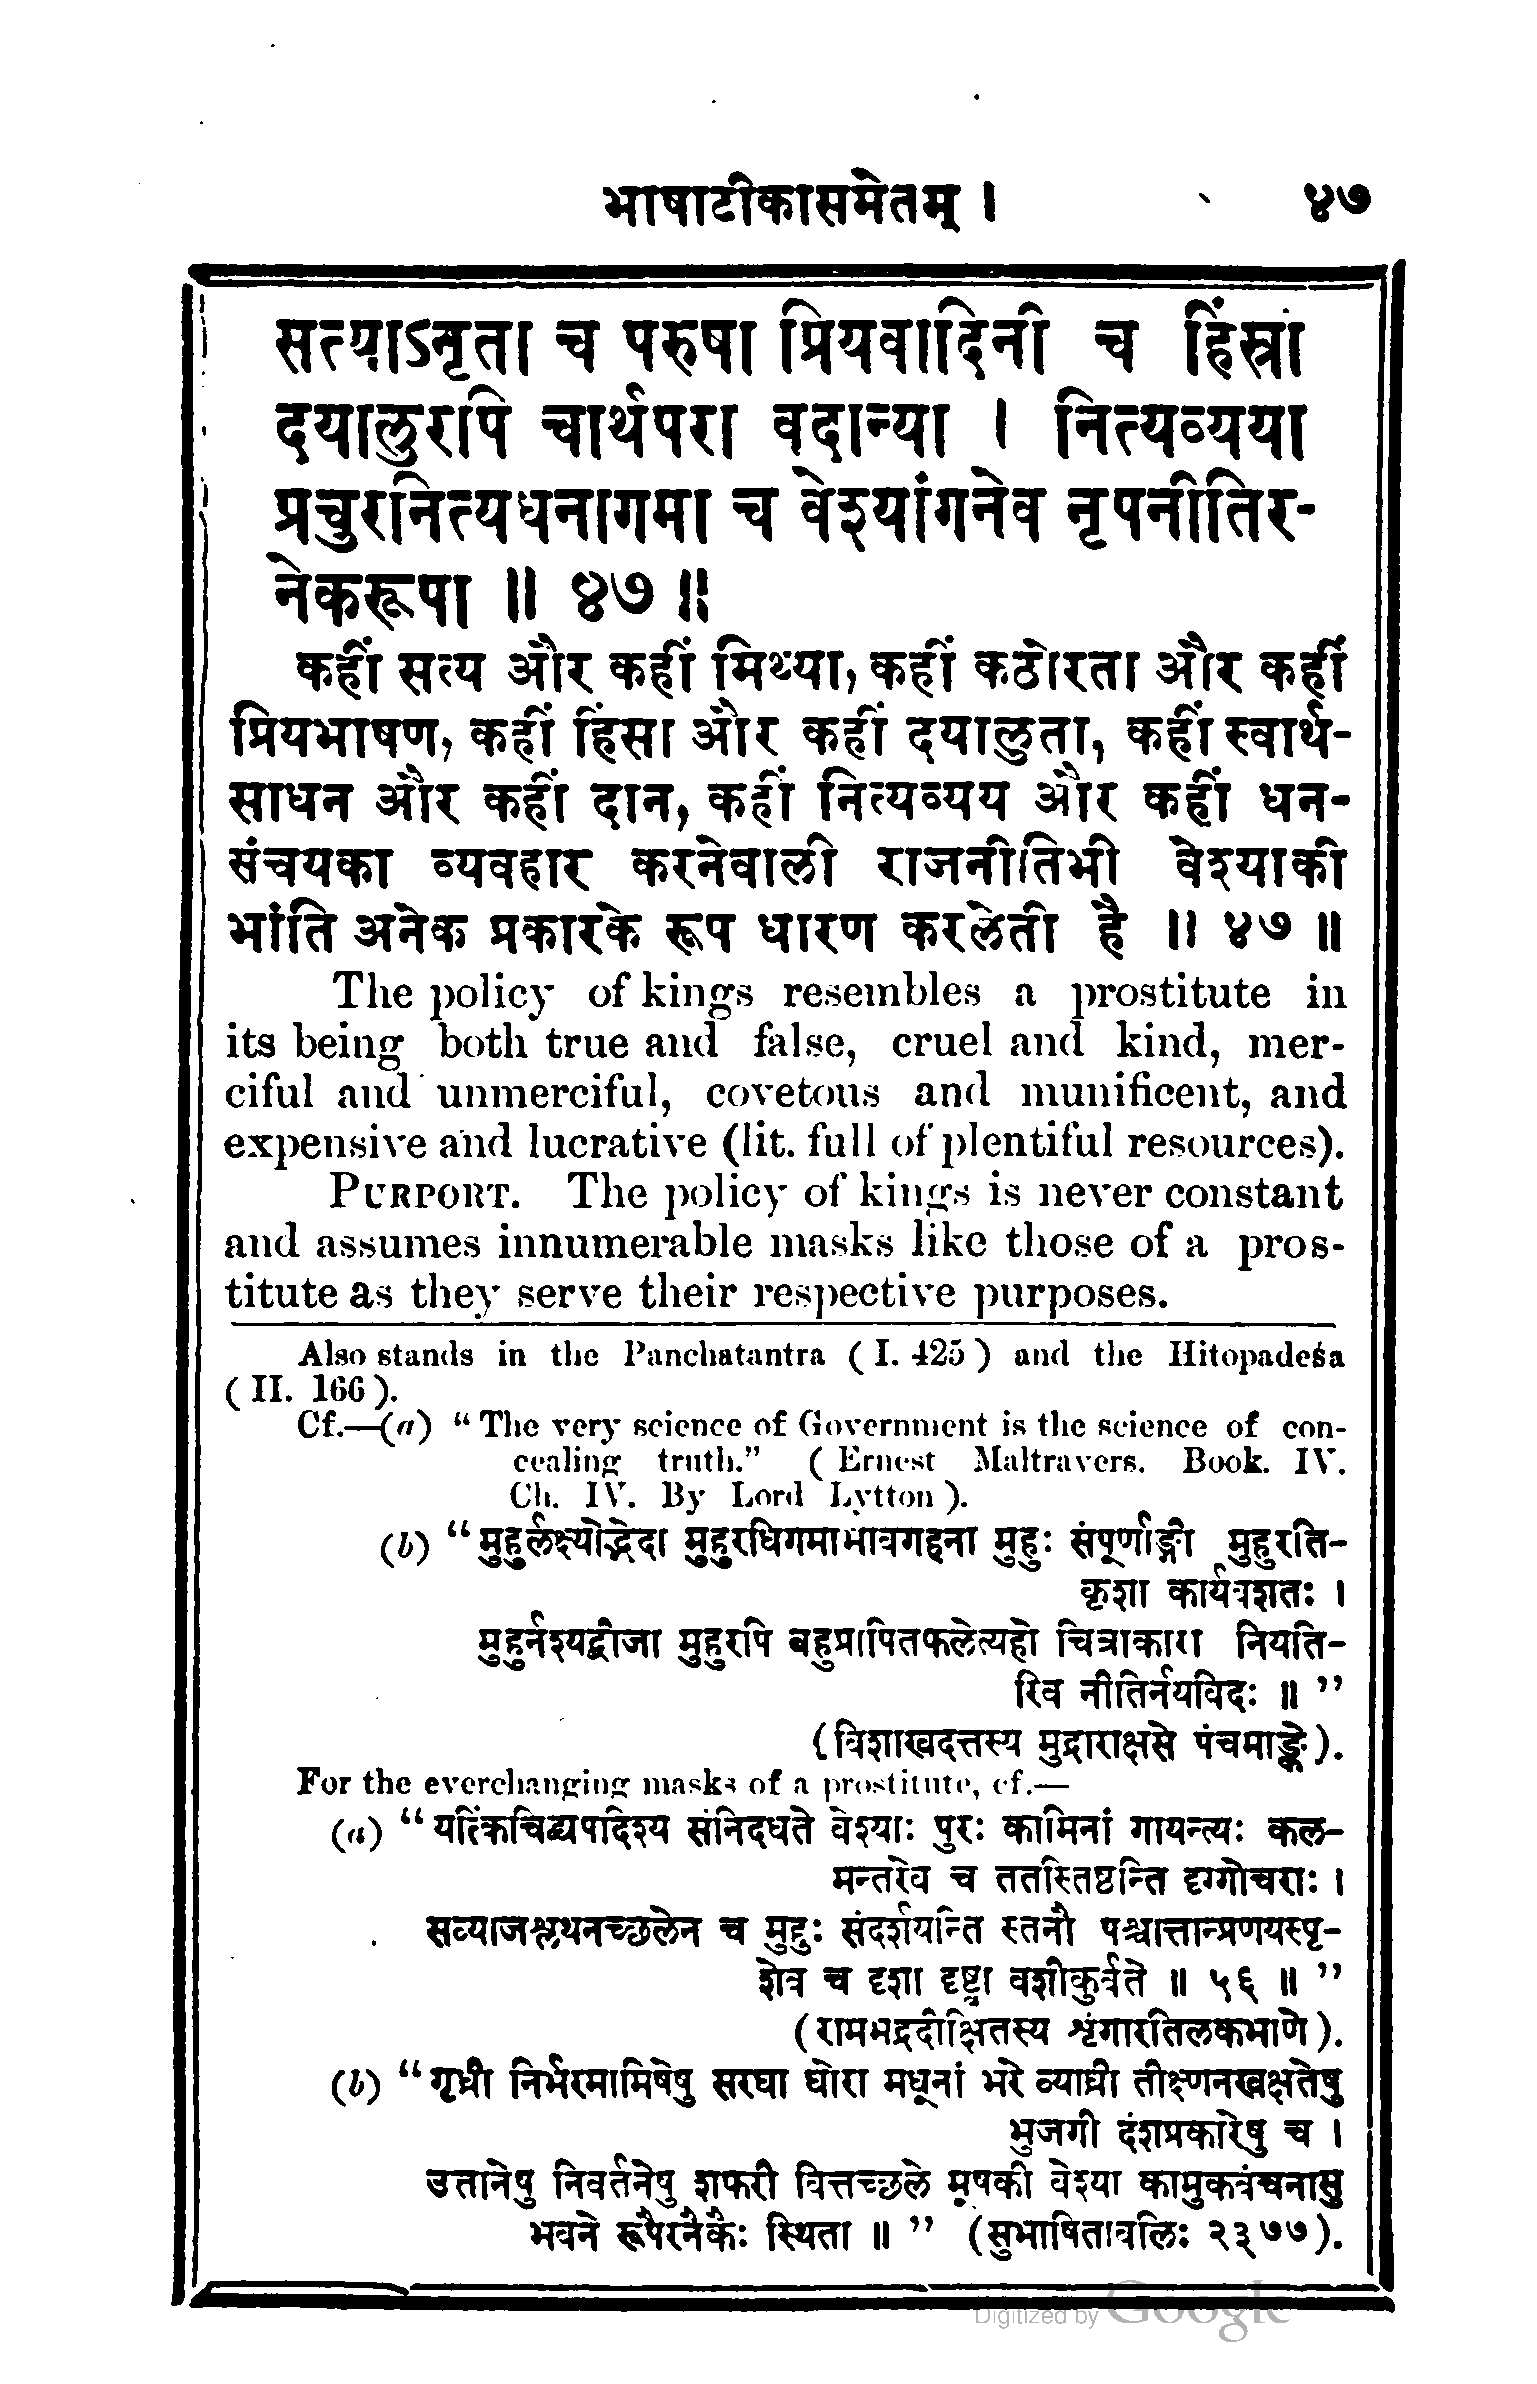 भाषाटीकासमेतम् । ४७
सत्याऽनृता च परुषा प्रियवादिनी च हिंस्रा
दयालुरपि चार्थपरा वदान्या । नित्यव्यया
प्रचुरनित्यधनागमा च वेश्यांगनेव नृपनीतिर-
नेकरूपा ॥ ४७ ॥
कहीं सत्य और कहीं मिथ्या, कहीं कठोरता और कहीं
प्रियभाषण, कहीं हिंसा और कहीं दयालुता, कहीं स्वार्थ-
साधन और कहीं दान, कहीं नित्यव्यय और कहीं धन-
संचयका व्यवहार करनेवाली राजनीतिभी वेश्याकी
भांति अनेक प्रकारके रूप धारण करलेती है ॥ ४७ ॥
The policy of kings resembles a prostitute in
its being both true and false, cruel and kind, mer-
ciful and unmerciful, covetous and munificent, and
expensive and lucrative (lit. full of plentiful resources).
PURPORT. The policy of kings is never constant
and assumes innumerable masks like those of a pros-
titute as they serve their respective purposes.
Also stands in the Panchatantra ( I. 425 ) and the Hitopadeśa
( II. 166 ).
Cf.—(a) “ The very science of Government is the science of con-
cealing truth.” ( Ernest Maltravers. Book. IV.
Ch. IV. By Lord Lytton ).
(b) “ मुहुर्लक्ष्योद्भेदा मुहुरधिगमाभावगहना मुहुः संपूर्णाङ्गी मुहुरति-
कृशा कार्यवशतः ।
मुहुर्नश्यद्बीजा मुहुरपि बहुप्रापितफलेत्यहो चित्राकारा नियति-
रिव नीतिर्नयविदः ॥ ”
(विशाखदत्तस्य मुद्राराक्षसे पंचमाङ्के).
For the everchanging masks of a prostitute, cf.—
(a) “ यत्किंचिद्व्यपदिश्य संनिदधते वेश्याः पुरः कामिनां गायन्त्यः कल-
मन्तरेव च ततस्तिष्ठन्ति दृग्गोचराः ।
सव्याजश्लथनच्छलेन च मुहुः संदर्शयन्ति स्तनौ पश्चात्तान्प्रणयस्पृ-
शेव च दृशा दृष्ट्वा वशीकुर्वते ॥ ५६ ॥ ”
(रामभद्रदीक्षितस्य शृंगारतिलकभाणे).
(b) “ गृध्री निर्भरमामिषेषु सरघा घोरा मधूनां भरे व्याघ्री तीक्ष्णनखक्षतेषु
भुजगी दंशप्रकारेषु च ।
उत्तानेषु निवर्तनेषु शफरी वित्तच्छले मूषकी वेश्या कामुकवंचनासु
भवने रूपैरनैकैः स्थिता ॥ ” (सुभाषितावलिः २३७७).
Digitized by Google